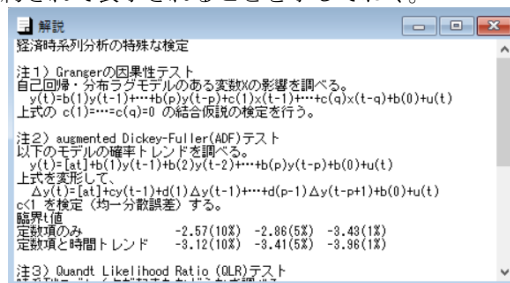 解説
経済時系列分析の特殊な検定
注1）Grangerの因果性テスト
自己回帰・分布ラグモデルのある変数Xの影響を調べる。
y(t)=b(1)y(t-1)+…+b(p)y(t-p)+c(1)x(t-1)+…+c(q)x(t-q)+b(0)+u(t)
上式の c(1)=…=c(q)=0 の結合仮説の検定を行う。
注2）augmented Dickey-Fuller(ADF)テスト
以下のモデルの確率トレンドを調べる。
y(t)=[at]+b(1)y(t-1)+b(2)y(t-2)+…+b(p)y(t-p)+b(0)+u(t)
上式を変形して、
△y(t)=[at]+cy(t-1)+d(1)△y(t-1)+…+d(p-1)△y(t-p+1)+b(0)+u(t)
c<1 を検定（均一分散誤差）する。
臨界t値
定数項のみ -2.57(10%) -2.86(5%) -3.43(1%)
定数項と時間トレンド -3.12(10%) -3.41(5%) -3.96(1%)
注3）Quandt Likelihood Ratio (QLR)テスト